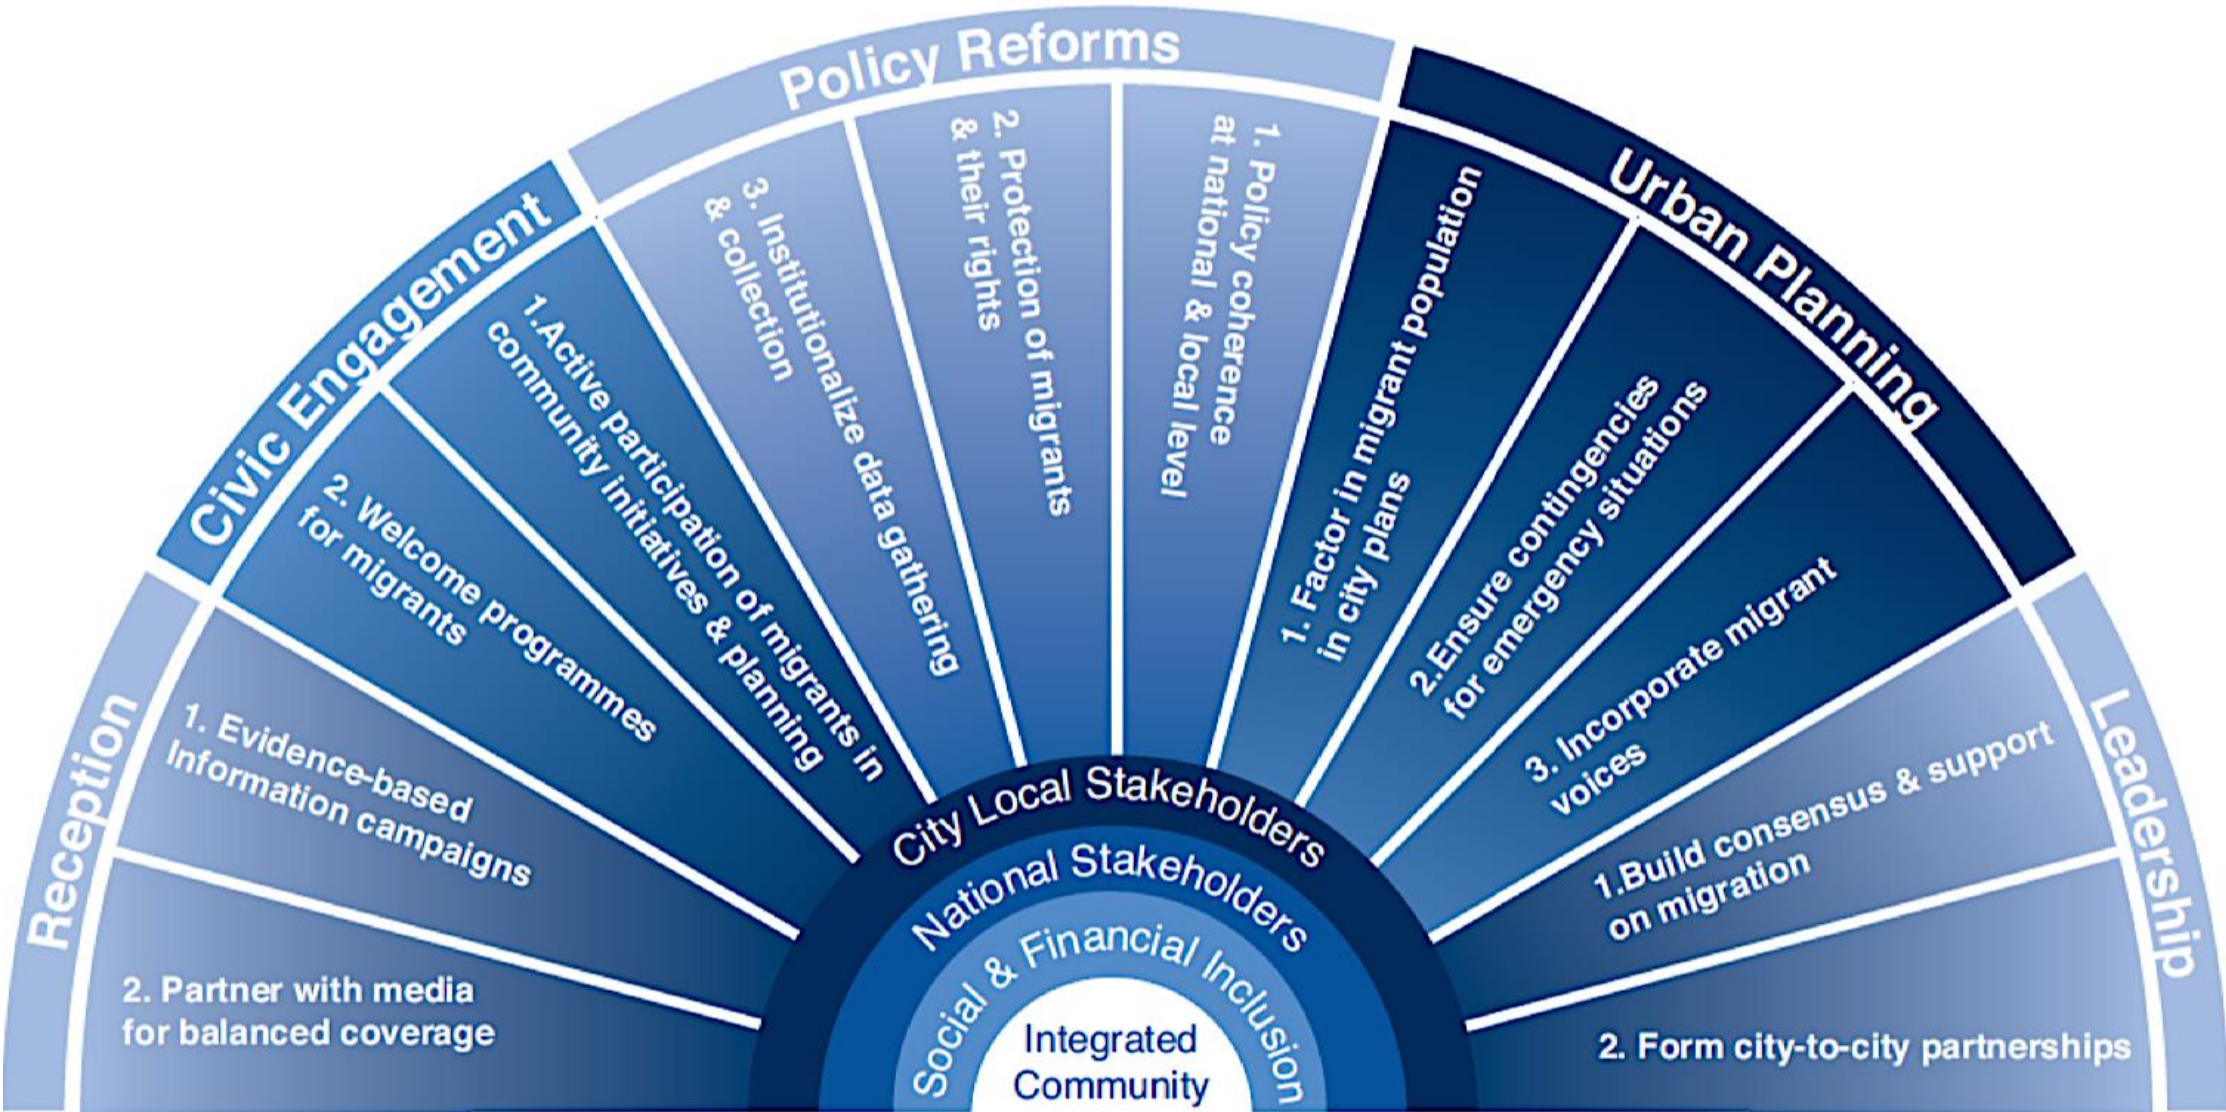 Reception
1. Evidence-based
Information campaigns
2. Partner with media
for balanced coverage
Civic Engagement
1.Active participation of migrants in
community initiatives & planning
2. Welcome programmes
for migrants
Policy Reforms
3. Institutionalize data gathering
& collection
2. Protection of migrants
& their rights
1. Policy coherence
at national & local level
Urban Planning
1. Factor in migrant population
in city plans
2.Ensure contingencies
for emergency situations
3. Incorporate migrant
voices
Leadership
1.Build consensus & support
on migration
2. Form city-to-city partnerships
City Local Stakeholders
National Stakeholders
Social & Financial Inclusion
Integrated
Community